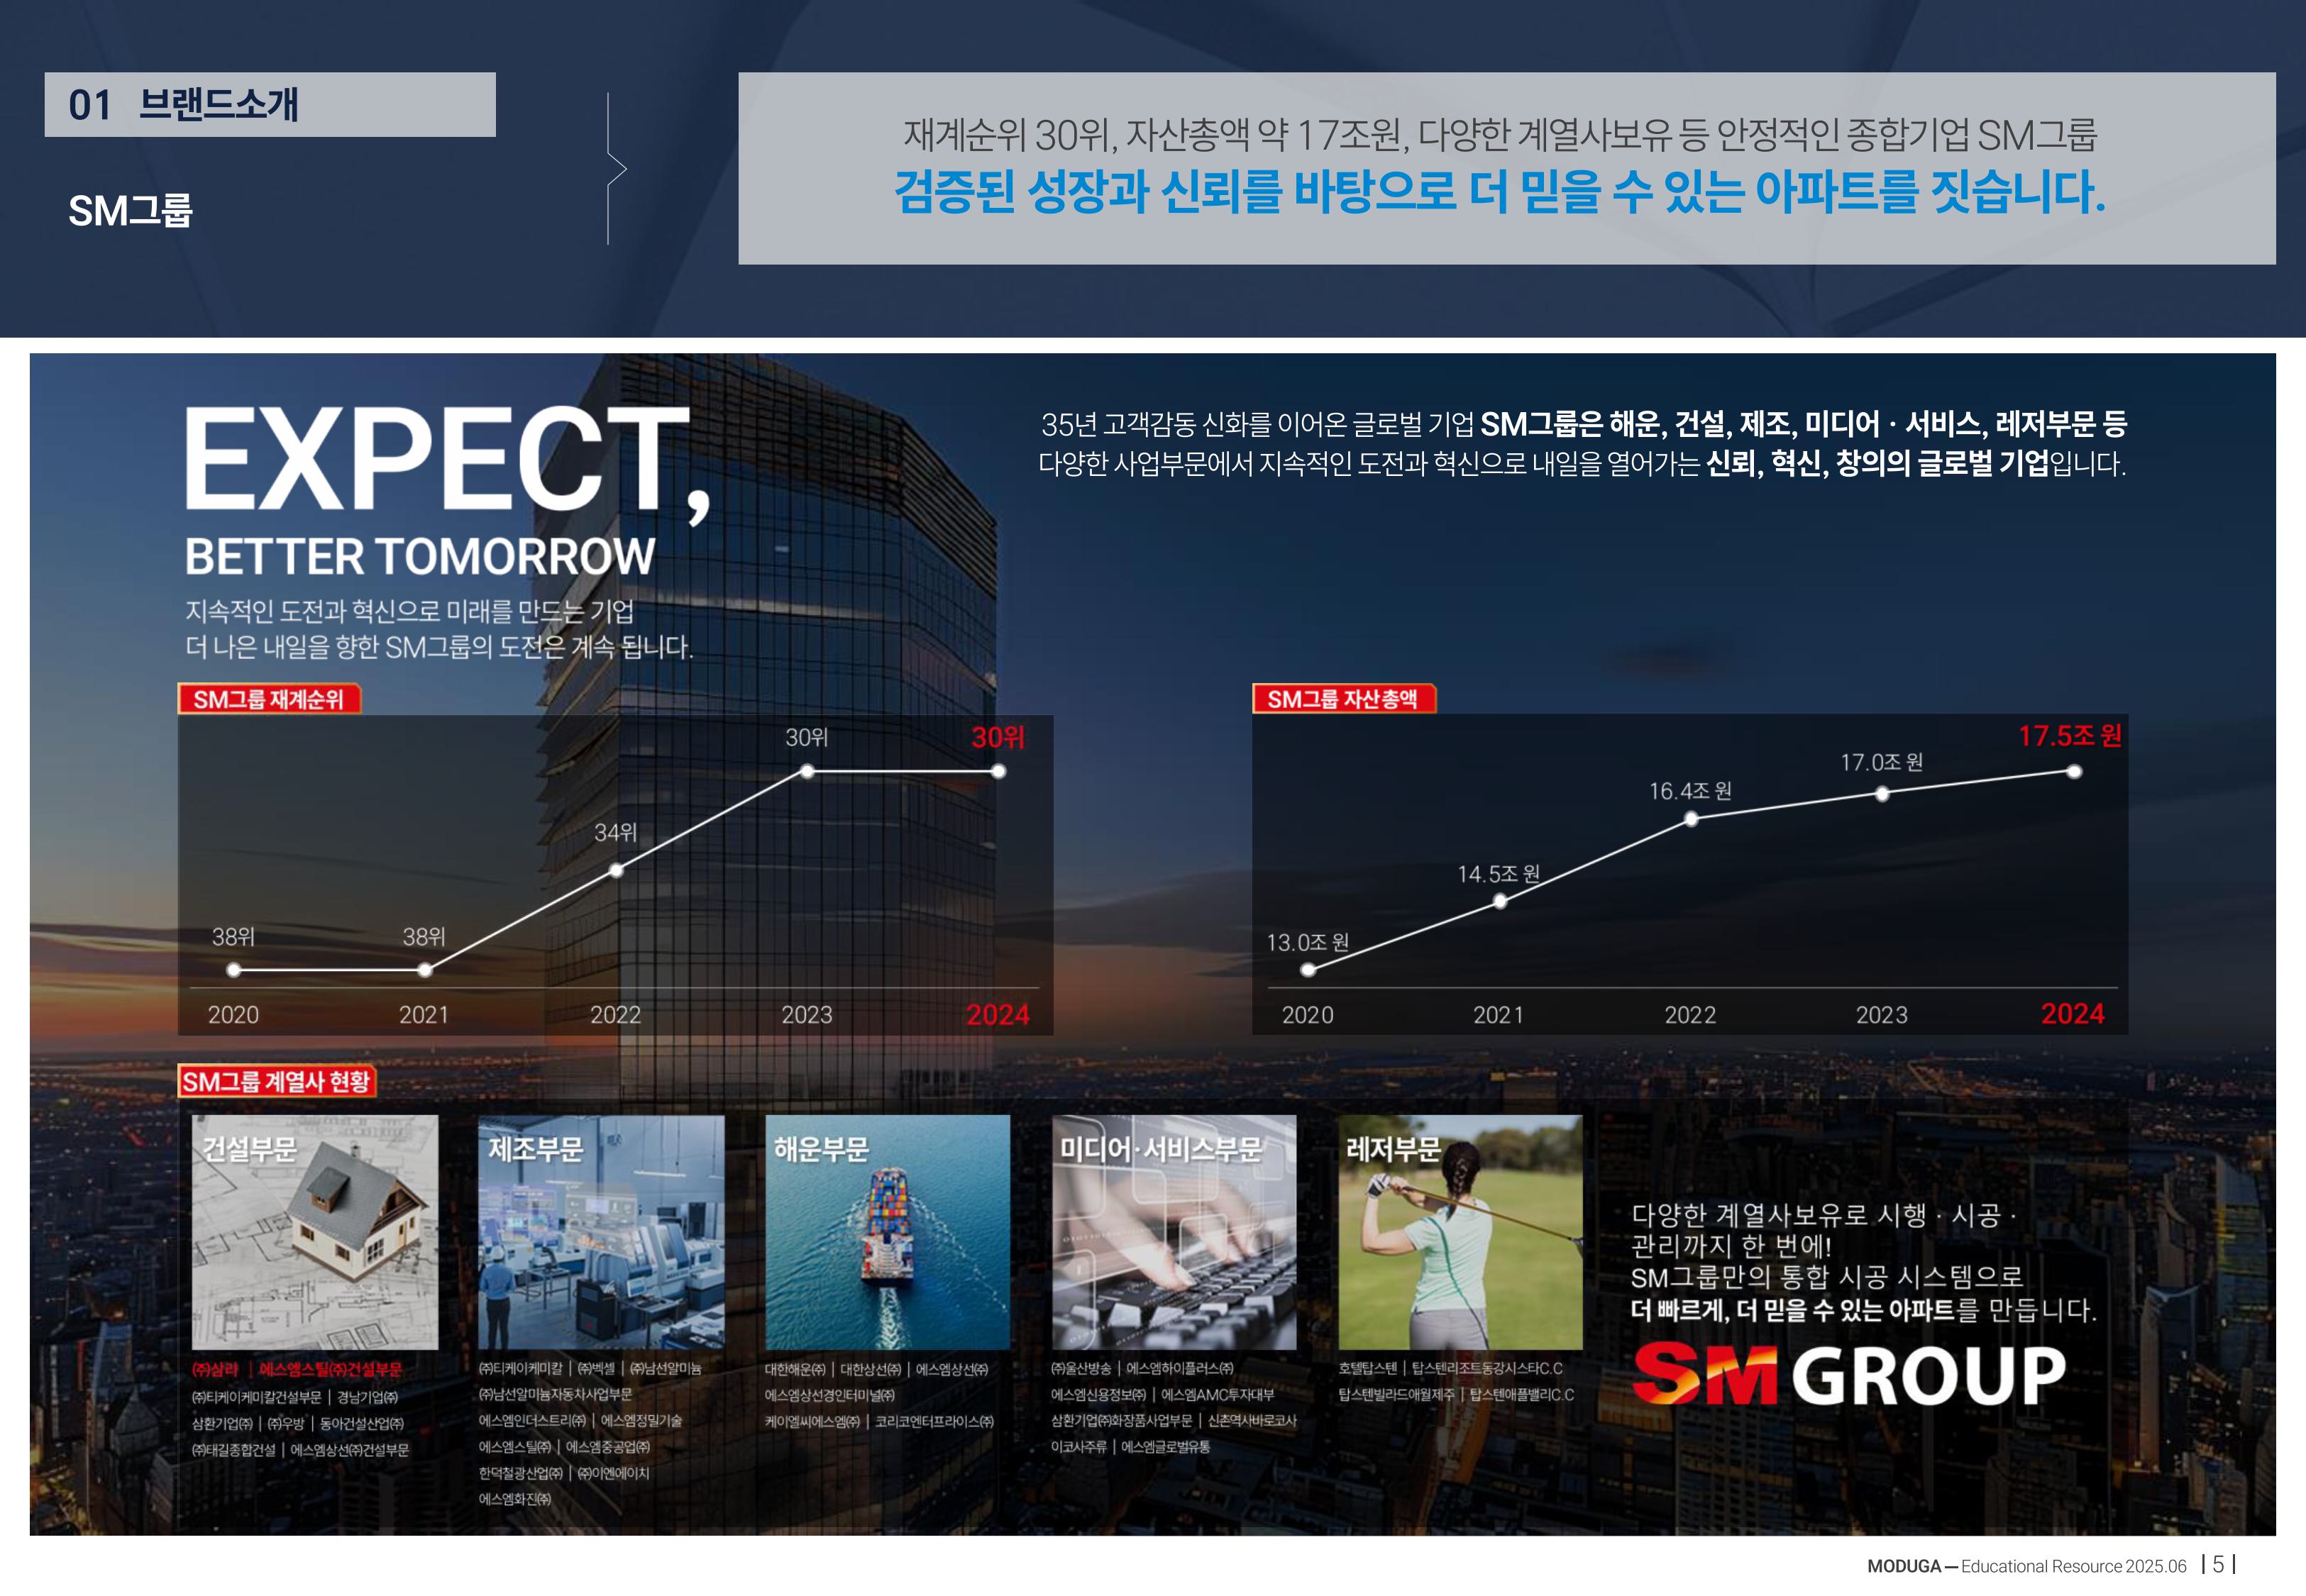 01 브랜드소개
SM그룹
재계순위 30위, 자산총액 약 17조원, 다양한 계열사보유 등 안정적인 종합기업 SM그룹
검증된 성장과 신뢰를 바탕으로 더 믿을 수 있는 아파트를 짓습니다.
EXPECT,
BETTER TOMORROW
지속적인 도전과 혁신으로 미래를 만드는 기업
더 나은 내일을 향한 SM그룹의 도전은 계속 됩니다.
35년 고객감동 신화를 이어온 글로벌 기업 SM그룹은 해운, 건설, 제조, 미디어 · 서비스, 레저부문 등
다양한 사업부문에서 지속적인 도전과 혁신으로 내일을 열어가는 신뢰, 혁신, 창의의 글로벌 기업입니다.
SM그룹 재계순위
38위
38위
34위
30위
30위
2020 2021 2022 2023 2024
SM그룹 자산총액
13.0조 원
14.5조 원
16.4조 원
17.0조 원
17.5조 원
2020 2021 2022 2023 2024
SM그룹 계열사 현황
건설부문
㈜삼라 | 에스엠스틸㈜건설부문
㈜티케이케미칼건설부문 | 경남기업㈜
삼환기업㈜ | ㈜우방 | 동아건설산업㈜
㈜태길종합건설 | 에스엠상선㈜건설부문
제조부문
㈜티케이케미칼 | ㈜벡셀 | ㈜남선알미늄
㈜남선알미늄자동차사업부문
에스엠인더스트리㈜ | 에스엠정밀기술
에스엠스틸㈜ | 에스엠중공업㈜
한덕철광산업㈜ | ㈜이엔에이치
에스엠화진㈜
해운부문
대한해운㈜ | 대한상선㈜ | 에스엠상선㈜
에스엠상선경인터미널㈜
케이엘씨에스엠㈜ | 코리코엔터프라이스㈜
미디어·서비스부문
㈜울산방송 | 에스엠하이플러스㈜
에스엠신용정보㈜ | 에스엠AMC투자대부
삼환기업㈜화장품사업부문 | 신촌역사바로코사
이코사주류 | 에스엠글로벌유통
레저부문
호텔탑스텐 | 탑스텐리조트동강시스타C.C
탑스텐빌라드애월제주 | 탑스텐애플밸리C.C
다양한 계열사보유로 시행 · 시공 ·
관리까지 한 번에!
SM그룹만의 통합 시공 시스템으로
더 빠르게, 더 믿을 수 있는 아파트를 만듭니다.
SM GROUP
MODUGA — Educational Resource 2025.06 | 5 |